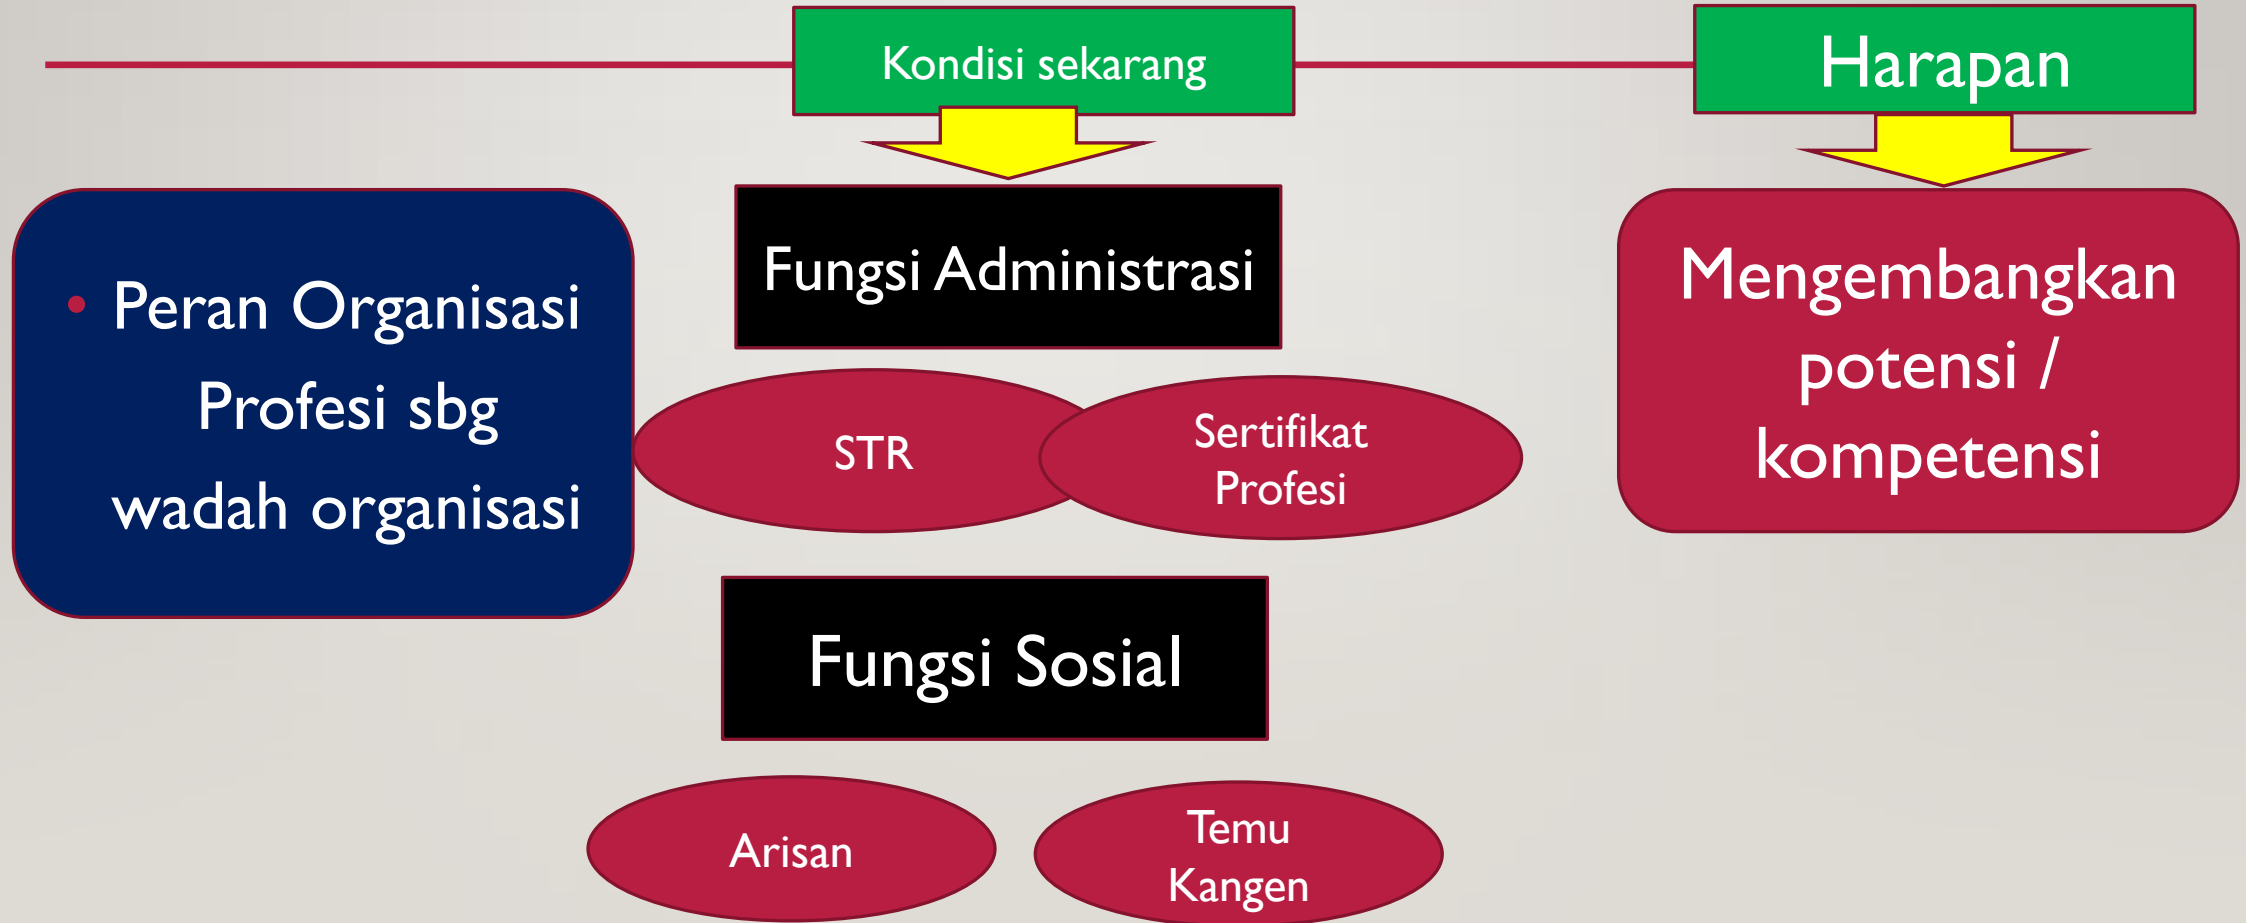 Kondisi sekarang
Harapan
• Peran Organisasi
Profesi sbg
wadah organisasi
Fungsi Administrasi
STR
Sertifikat
Profesi
Fungsi Sosial
Arisan
Temu
Kangen
Mengembangkan
potensi /
kompetensi